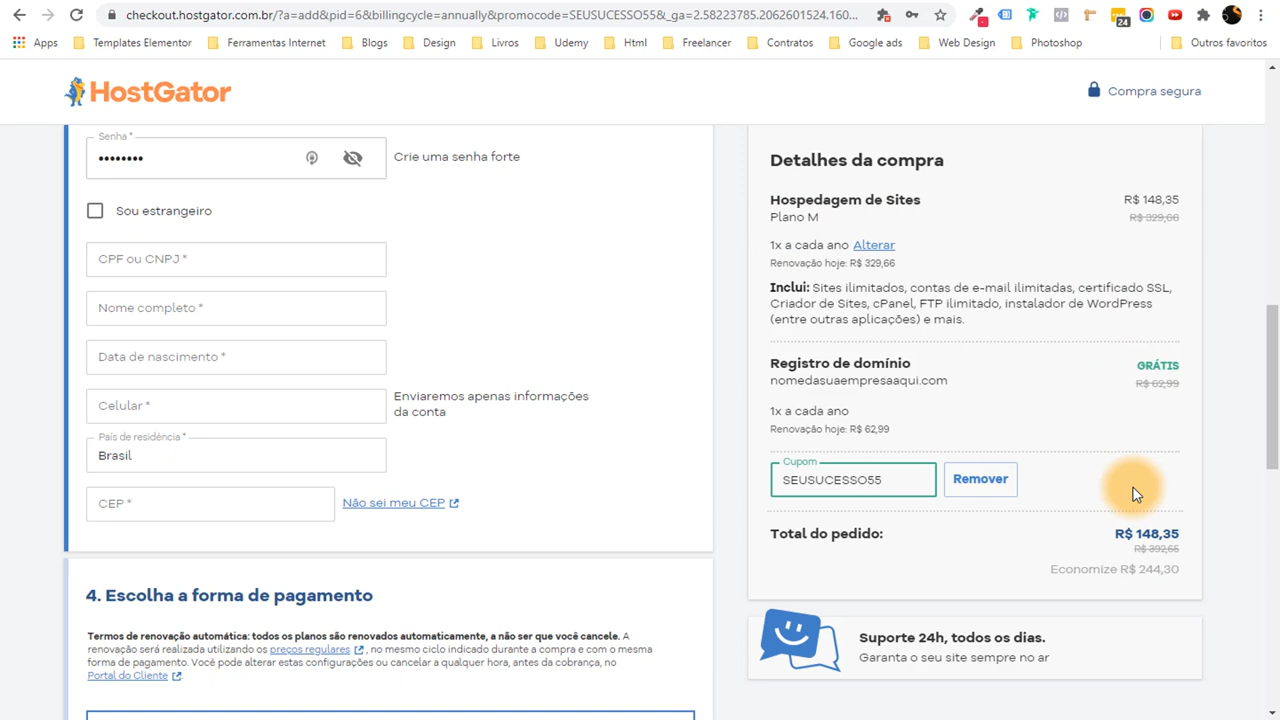 checkout.hostgator.com.br/?a=add&pid=6&billingcycle=annually&promocode=SEUSUCESSO55&_ga=2.58223785.2062601524.160...
24
Apps Templates Elementor Ferramentas Internet Blogs Design Livros Udemy Html Freelancer Contratos Google ads Web Design Photoshop Outros favoritos
HostGator
Compra segura
Senha *
••••••••
Crie uma senha forte
Sou estrangeiro
CPF ou CNPJ *
Nome completo *
Data de nascimento *
Celular *
Enviaremos apenas informações
da conta
País de residência *
Brasil
CEP *
Não sei meu CEP
4. Escolha a forma de pagamento
Termos de renovação automática: todos os planos são renovados automaticamente, a não ser que você cancele. A
renovação será realizada utilizando os preços regulares , no mesmo ciclo indicado durante a compra e com o mesma
forma de pagamento. Você pode alterar estas configurações ou cancelar a qualquer hora, antes da cobrança, no
Portal do Cliente .
Detalhes da compra
Hospedagem de Sites R$ 148,35
Plano M R$ 329,66
1x a cada ano Alterar
Renovação hoje: R$ 329,66
Inclui: Sites ilimitados, contas de e-mail ilimitadas, certificado SSL,
Criador de Sites, cPanel, FTP ilimitado, instalador de WordPress
(entre outras aplicações) e mais.
Registro de domínio GRÁTIS
nomedasuaempresaaqui.com R$ 62,99
1x a cada ano
Renovação hoje: R$ 62,99
Cupom
SEUSUCESSO55 Remover
Total do pedido: R$ 148,35
R$ 392,65
Economize R$ 244,30
Suporte 24h, todos os dias.
Garanta o seu site sempre no ar